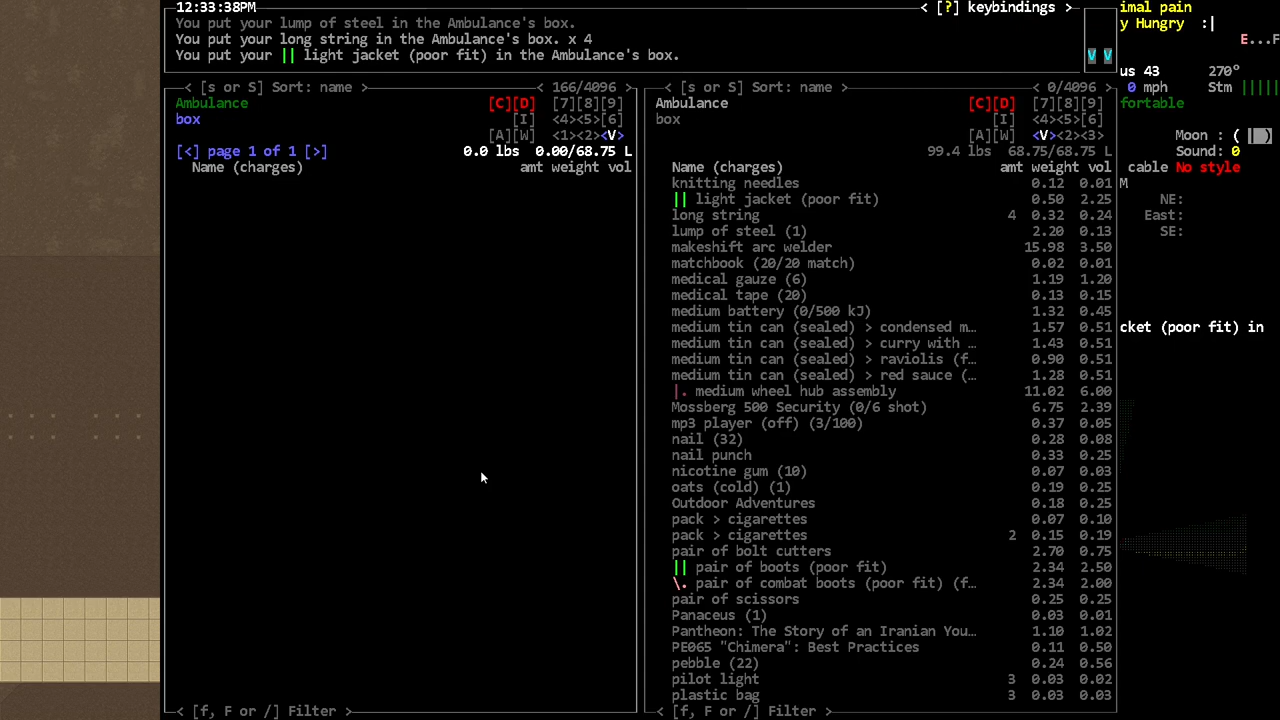 12:33:38PM
< [?] keybindings >
You put your lump of steel in the Ambulance's box.
You put your long string in the Ambulance's box. x 4
You put your || light jacket (poor fit) in the Ambulance's box.
V V
imal pain
y Hungry :|
E...F
us 43 270°
0 mph Stm |||||
fortable
Moon : ( | )
Sound: 0
cable No style
M
NE:
East:
SE:
cket (poor fit) in
< [s or S] Sort: name > < 166/4096 >
Ambulance [C][D] [7][8][9]
box [I] <4><5>[6]
[A][W] <1><2><V>
[<] page 1 of 1 [>] 0.0 lbs 0.00/68.75 L
Name (charges) amt weight vol
< [f, F or /] Filter >
< [s or S] Sort: name > < 0/4096 >
Ambulance [C][D] [7][8][9]
box [I] <4><5>[6]
[A][W] <V><2><3>
99.4 lbs 68.75/68.75 L
Name (charges) amt weight vol
knitting needles 0.12 0.01
|| light jacket (poor fit) 0.50 2.25
long string 4 0.32 0.24
lump of steel (1) 2.20 0.13
makeshift arc welder 15.98 3.50
matchbook (20/20 match) 0.02 0.01
medical gauze (6) 1.19 1.20
medical tape (20) 0.13 0.15
medium battery (0/500 kJ) 1.32 0.45
medium tin can (sealed) > condensed m… 1.57 0.51
medium tin can (sealed) > curry with … 1.43 0.51
medium tin can (sealed) > raviolis (f… 0.90 0.51
medium tin can (sealed) > red sauce (… 1.28 0.51
|. medium wheel hub assembly 11.02 6.00
Mossberg 500 Security (0/6 shot) 6.75 2.39
mp3 player (off) (3/100) 0.37 0.05
nail (32) 0.28 0.08
nail punch 0.33 0.25
nicotine gum (10) 0.07 0.03
oats (cold) (1) 0.19 0.25
Outdoor Adventures 0.18 0.25
pack > cigarettes 0.07 0.10
pack > cigarettes 2 0.15 0.19
pair of bolt cutters 2.70 0.75
|| pair of boots (poor fit) 2.34 2.50
\. pair of combat boots (poor fit) (f… 2.34 2.00
pair of scissors 0.25 0.25
Panaceus (1) 0.03 0.01
Pantheon: The Story of an Iranian You… 1.10 1.02
PE065 "Chimera": Best Practices 0.11 0.50
pebble (22) 0.24 0.56
pilot light 3 0.03 0.02
plastic bag 3 0.03 0.03
< [f, F or /] Filter >